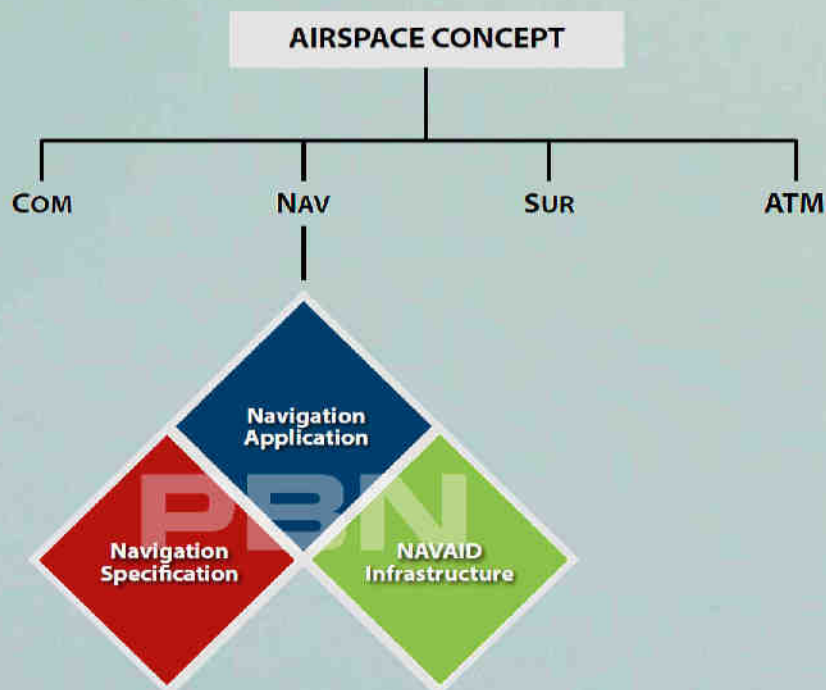 AIRSPACE CONCEPT
COM
NAV
SUR
ATM
Navigation
Application
PBN
Navigation
Specification
NAVAID
Infrastructure